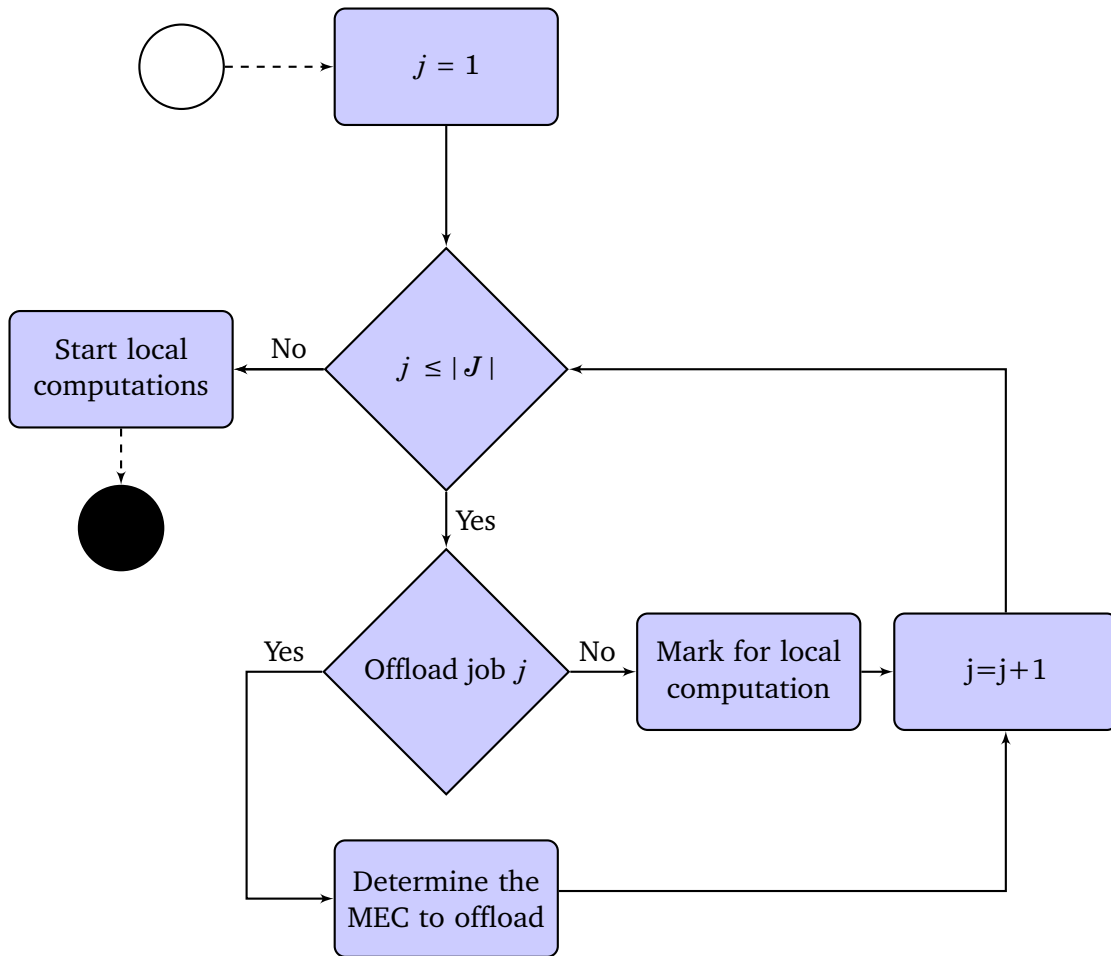 j = 1
Start local
computations
No
j ≤ |J|
Yes
Yes
Offload job j
No
Mark for local
computation
j=j+1
Determine the
MEC to offload